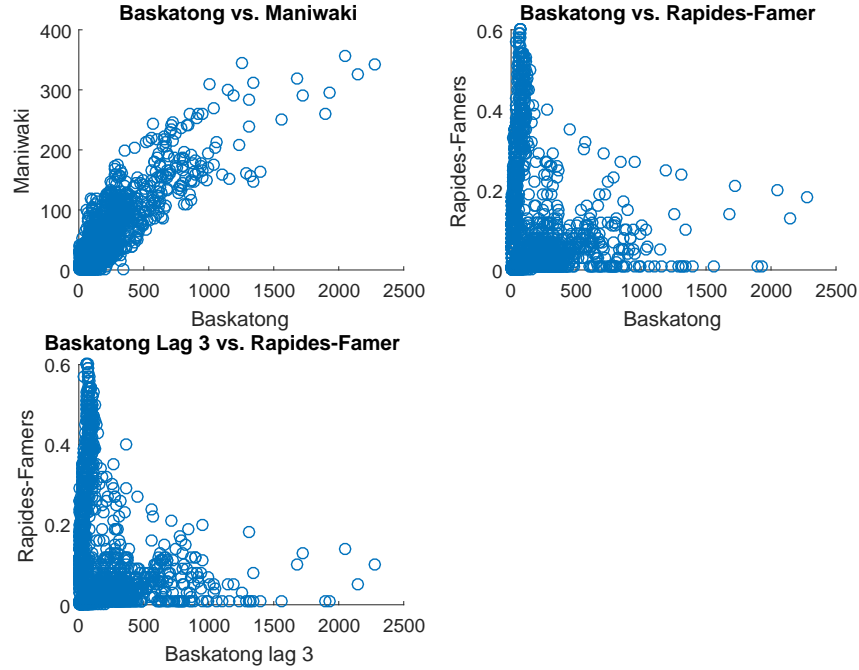 Baskatong vs. Maniwaki
400
300
200
100
0
Maniwaki
0 500 1000 1500 2000 2500
Baskatong
Baskatong vs. Rapides-Famer
0.6
0.4
0.2
0
Rapides-Famers
0 500 1000 1500 2000 2500
Baskatong
Baskatong Lag 3 vs. Rapides-Famer
0.6
0.4
0.2
0
Rapides-Famers
0 500 1000 1500 2000 2500
Baskatong lag 3